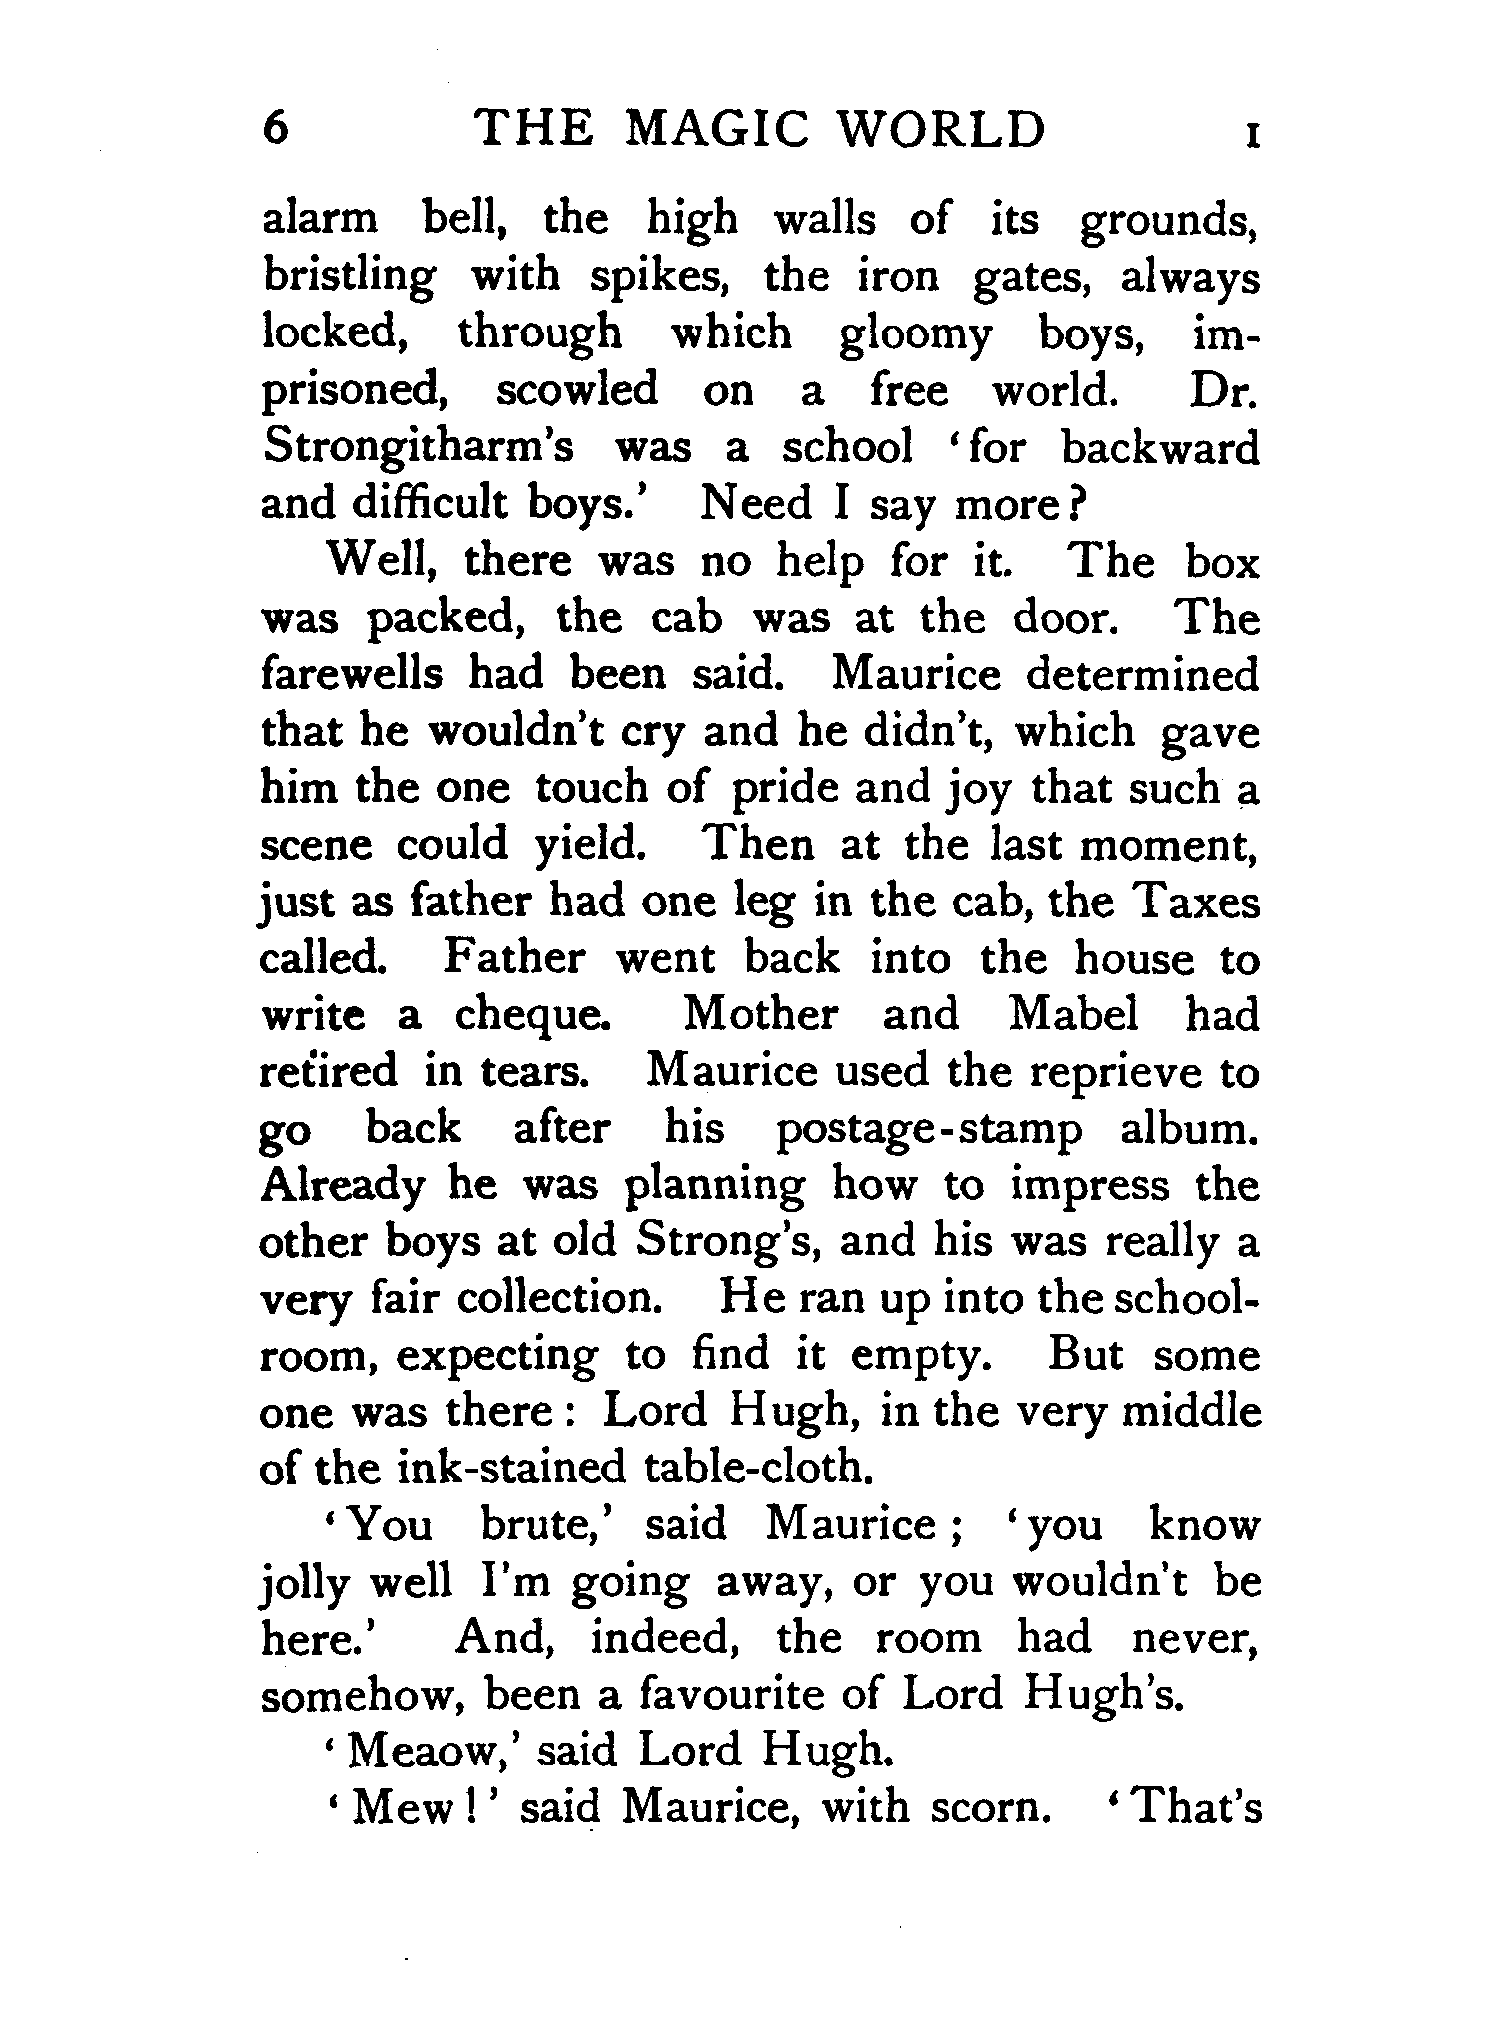 6 THE MAGIC WORLD I
alarm bell, the high walls of its grounds,
bristling with spikes, the iron gates, always
locked, through which gloomy boys, im-
prisoned, scowled on a free world. Dr.
Strongitharm's was a school ‘for backward
and difficult boys.’ Need I say more?
Well, there was no help for it. The box
was packed, the cab was at the door. The
farewells had been said. Maurice determined
that he wouldn't cry and he didn't, which gave
him the one touch of pride and joy that such a
scene could yield. Then at the last moment,
just as father had one leg in the cab, the Taxes
called. Father went back into the house to
write a cheque. Mother and Mabel had
retired in tears. Maurice used the reprieve to
go back after his postage-stamp album.
Already he was planning how to impress the
other boys at old Strong's, and his was really a
very fair collection. He ran up into the school-
room, expecting to find it empty. But some
one was there : Lord Hugh, in the very middle
of the ink-stained table-cloth.
‘You brute,’ said Maurice ; ‘you know
jolly well I'm going away, or you wouldn't be
here.’ And, indeed, the room had never,
somehow, been a favourite of Lord Hugh's.
‘Meaow,’ said Lord Hugh.
‘Mew!’ said Maurice, with scorn. ‘That's